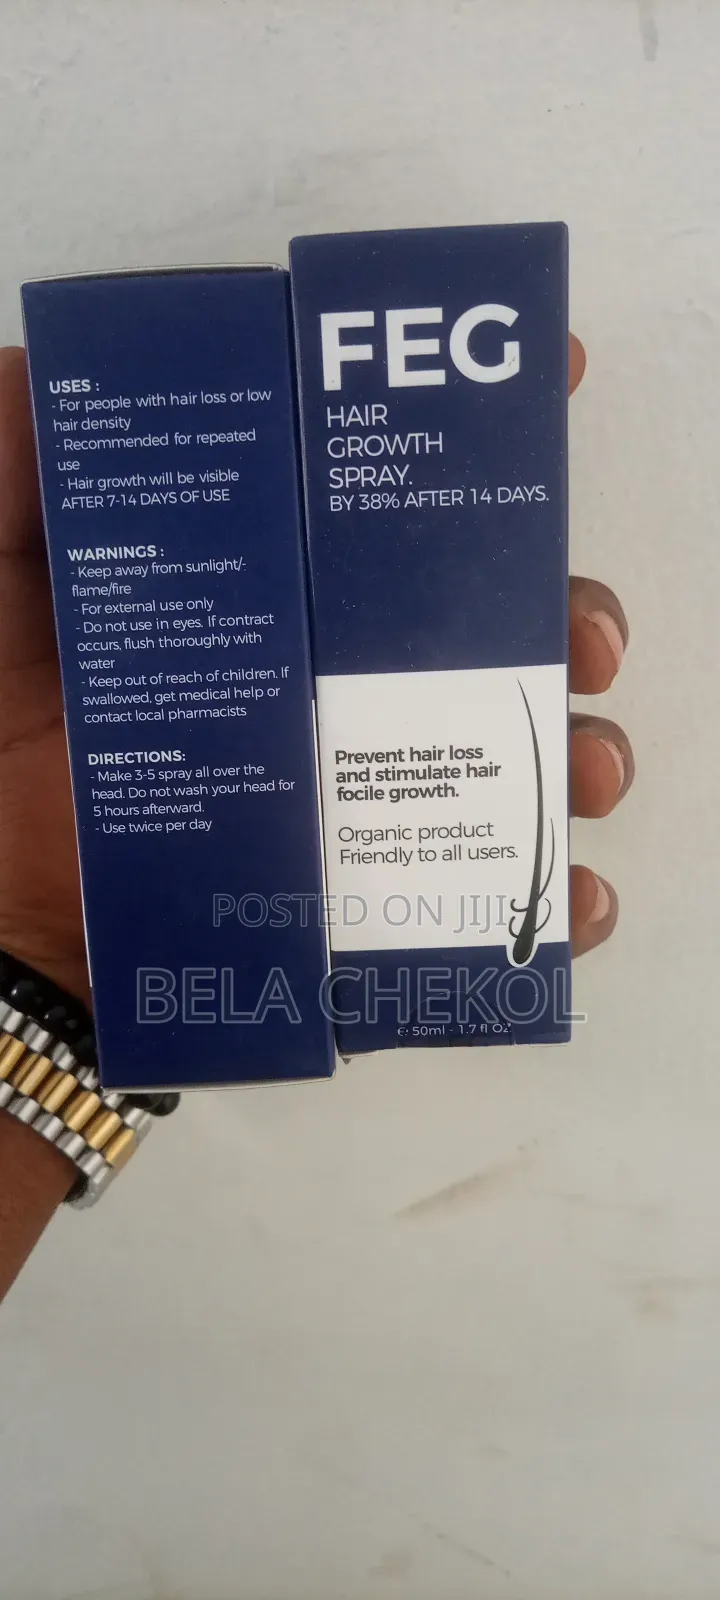 USES :
- For people with hair loss or low
hair density
- Recommended for repeated
use
- Hair growth will be visible
AFTER 7-14 DAYS OF USE
WARNINGS :
- Keep away from sunlight/-
flame/fire
- For external use only
- Do not use in eyes. If contract
occurs, flush thoroughly with
water
- Keep out of reach of children. If
swallowed, get medical help or
contact local pharmacists
DIRECTIONS:
- Make 3-5 spray all over the
head. Do not wash your head for
5 hours afterward.
- Use twice per day
FEG
HAIR
GROWTH
SPRAY.
BY 38% AFTER 14 DAYS.
Prevent hair loss
and stimulate hair
focile growth.
Organic product
Friendly to all users.
℮ 50ml - 1.7 fl OZ
POSTED ON JIJI
BELA CHEKOL